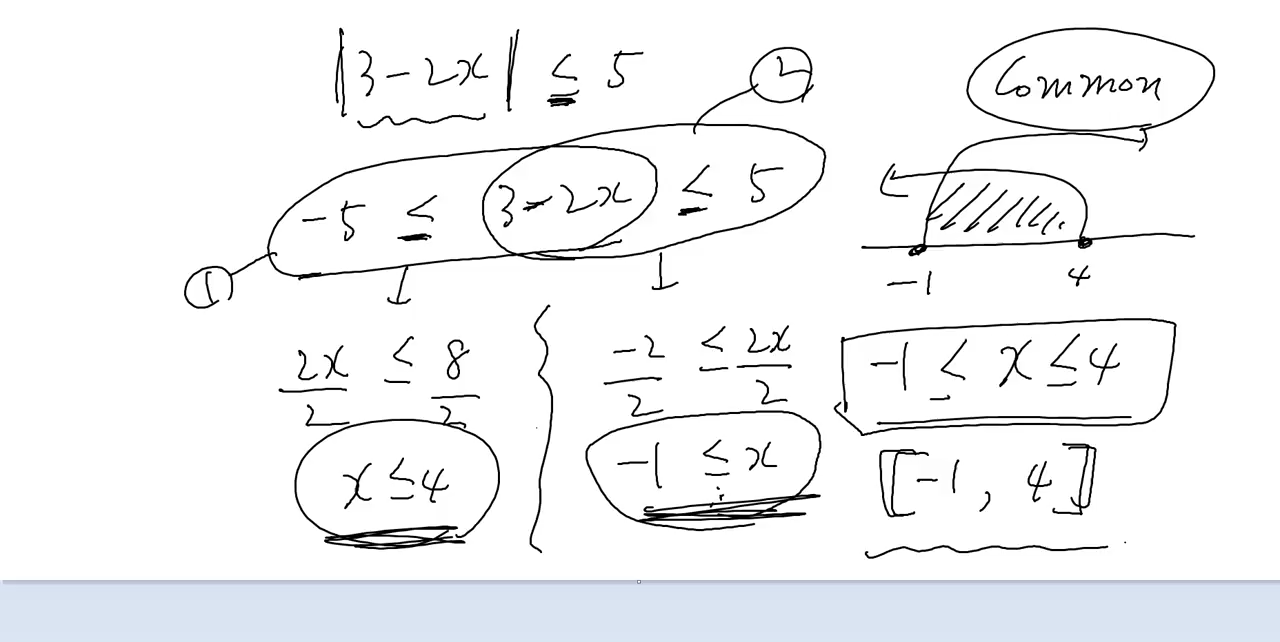 |3-2x| ≤ 5
②
Common
-5 ≤ 3-2x ≤ 5
①
-1 4
2x/2 ≤ 8/2
-2/2 ≤ 2x/2
-1 ≤ x ≤ 4
x ≤ 4
-1 ≤ x
[-1, 4]